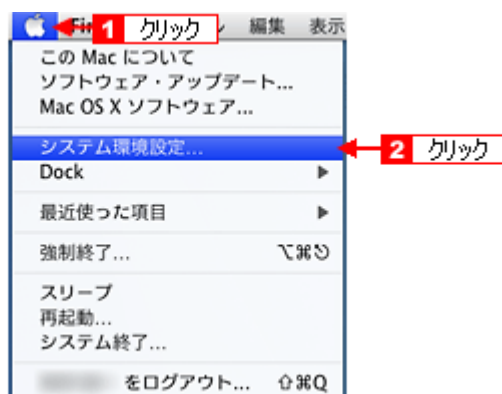 1 クリック 編集 表示
この Mac について
ソフトウェア・アップデート...
Mac OS X ソフトウェア...
システム環境設定... 2 クリック
Dock ▶
最近使った項目 ▶
強制終了... ⌥⌘⎋
スリープ
再起動...
システム終了...
をログアウト... ⇧⌘Q